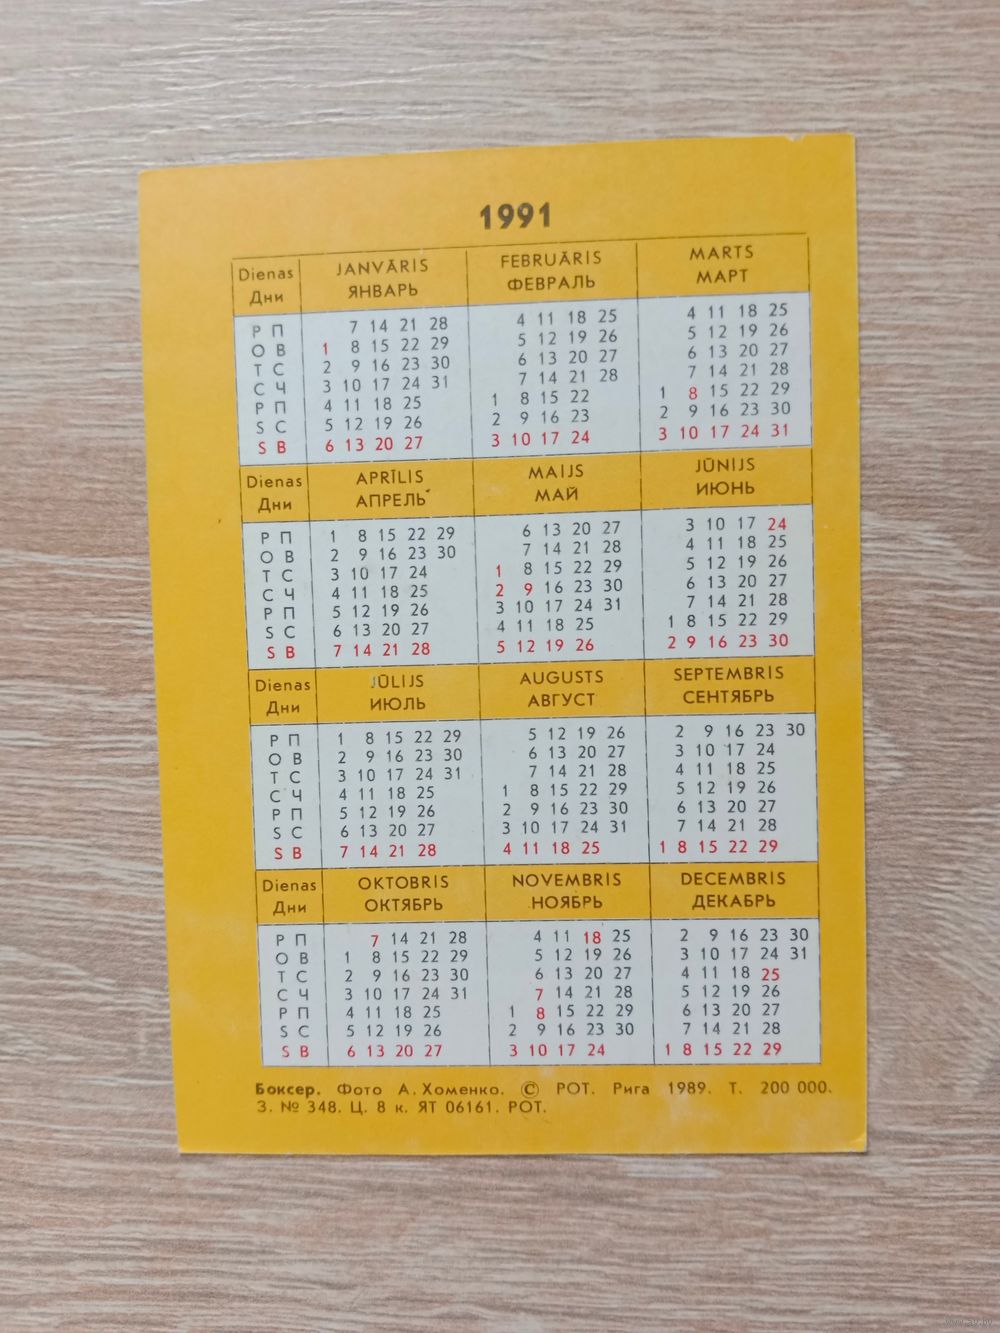 1991
Dienas JANVĀRIS FEBRUĀRIS MARTS
Дни ЯНВАРЬ ФЕВРАЛЬ МАРТ
P П 7 14 21 28 4 11 18 25 4 11 18 25
O В 1 8 15 22 29 5 12 19 26 5 12 19 26
T С 2 9 16 23 30 6 13 20 27 6 13 20 27
C Ч 3 10 17 24 31 7 14 21 28 7 14 21 28
P П 4 11 18 25 1 8 15 22 1 8 15 22 29
S С 5 12 19 26 2 9 16 23 2 9 16 23 30
S В 6 13 20 27 3 10 17 24 3 10 17 24 31
Dienas APRĪLIS MAIJS JŪNIJS
Дни АПРЕЛЬ МАЙ ИЮНЬ
P П 1 8 15 22 29 6 13 20 27 3 10 17 24
O В 2 9 16 23 30 7 14 21 28 4 11 18 25
T С 3 10 17 24 1 8 15 22 29 5 12 19 26
C Ч 4 11 18 25 2 9 16 23 30 6 13 20 27
P П 5 12 19 26 3 10 17 24 31 7 14 21 28
S С 6 13 20 27 4 11 18 25 1 8 15 22 29
S В 7 14 21 28 5 12 19 26 2 9 16 23 30
Dienas JŪLIJS AUGUSTS SEPTEMBRIS
Дни ИЮЛЬ АВГУСТ СЕНТЯБРЬ
P П 1 8 15 22 29 5 12 19 26 2 9 16 23 30
O В 2 9 16 23 30 6 13 20 27 3 10 17 24
T С 3 10 17 24 31 7 14 21 28 4 11 18 25
C Ч 4 11 18 25 1 8 15 22 29 5 12 19 26
P П 5 12 19 26 2 9 16 23 30 6 13 20 27
S С 6 13 20 27 3 10 17 24 31 7 14 21 28
S В 7 14 21 28 4 11 18 25 1 8 15 22 29
Dienas OKTOBRIS NOVEMBRIS DECEMBRIS
Дни ОКТЯБРЬ НОЯБРЬ ДЕКАБРЬ
P П 7 14 21 28 4 11 18 25 2 9 16 23 30
O В 1 8 15 22 29 5 12 19 26 3 10 17 24 31
T С 2 9 16 23 30 6 13 20 27 4 11 18 25
C Ч 3 10 17 24 31 7 14 21 28 5 12 19 26
P П 4 11 18 25 1 8 15 22 29 6 13 20 27
S С 5 12 19 26 2 9 16 23 30 7 14 21 28
S В 6 13 20 27 3 10 17 24 1 8 15 22 29
Боксер. Фото А. Хоменко. © РОТ. Рига 1989. Т. 200 000.
З. № 348. Ц. 8 к. ЯТ 06161. РОТ.